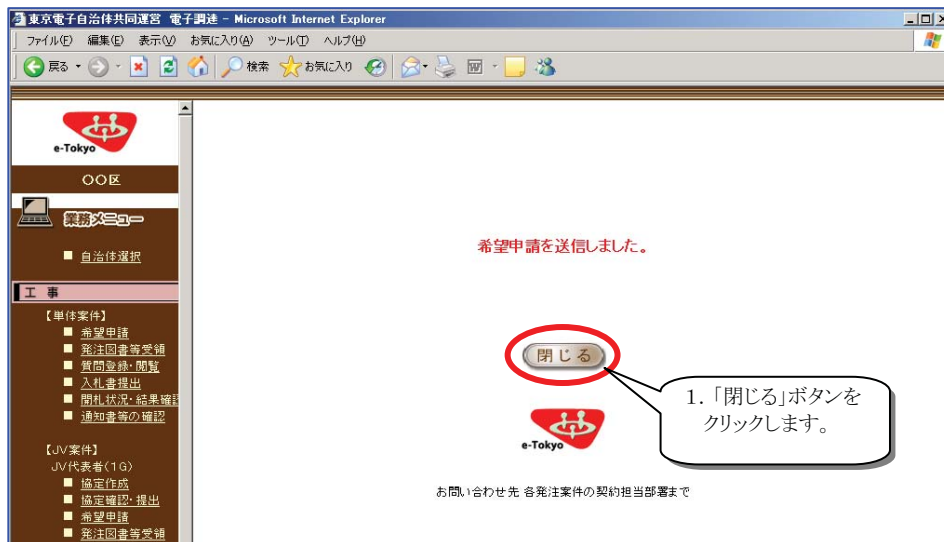 東京電子自治体共同運営 電子調達 - Microsoft Internet Explorer
ファイル(F) 編集(E) 表示(V) お気に入り(A) ツール(T) ヘルプ(H)
戻る 検索 お気に入り
e-Tokyo
〇〇区
業務メニュー
■ 自治体選択
工 事
【単体案件】
■ 希望申請
■ 発注図書等受領
■ 質問登録・閲覧
■ 入札書提出
■ 開札状況・結果確認
■ 通知書等の確認
【JV案件】
JV代表者(1G)
■ 協定作成
■ 協定確認・提出
■ 希望申請
■ 発注図書等受領
希望申請を送信しました。
閉じる
1.「閉じる」ボタンを
クリックします。
e-Tokyo
お問い合わせ先 各発注案件の契約担当部署まで